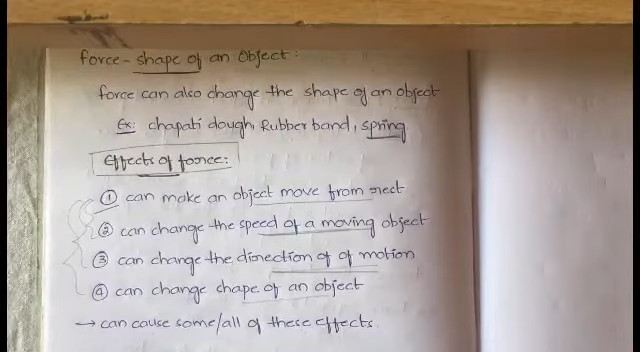 force - shape of an Object:
force can also change the shape of an object
Ex: chapati dough, Rubber band, spring
Effects of force:
① can make an object move from rest
② can change the speed of a moving object
③ can change the direction of of motion
④ can change shape of an object
→ can cause some/all of these effects.